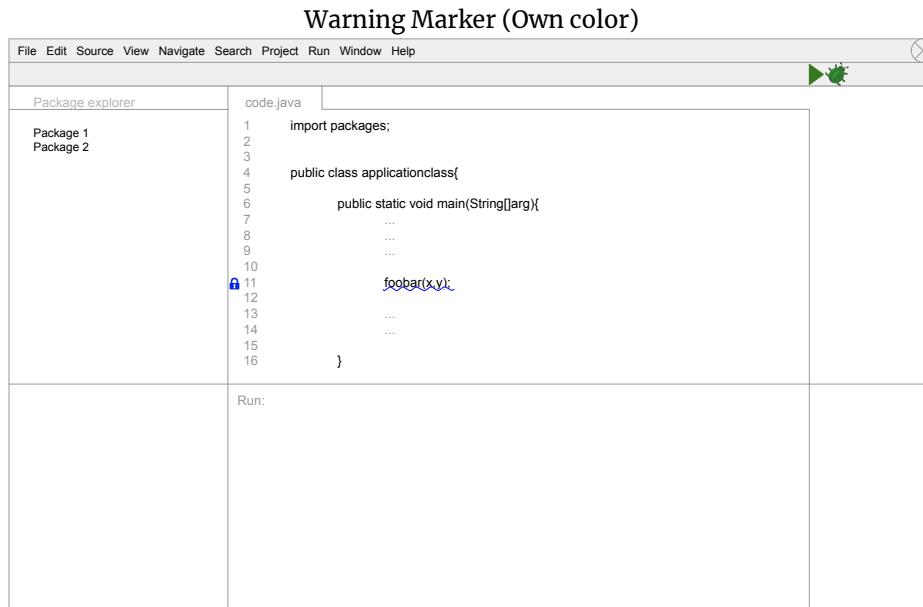 Warning Marker (Own color)
File Edit Source View Navigate Search Project Run Window Help
Package explorer
Package 1
Package 2
code.java
1 import packages;
2
3
4 public class applicationclass{
5
6 public static void main(String[]arg){
7 ...
8 ...
9 ...
10
11 foobar(x,y);
12
13 ...
14 ...
15
16 }
Run: